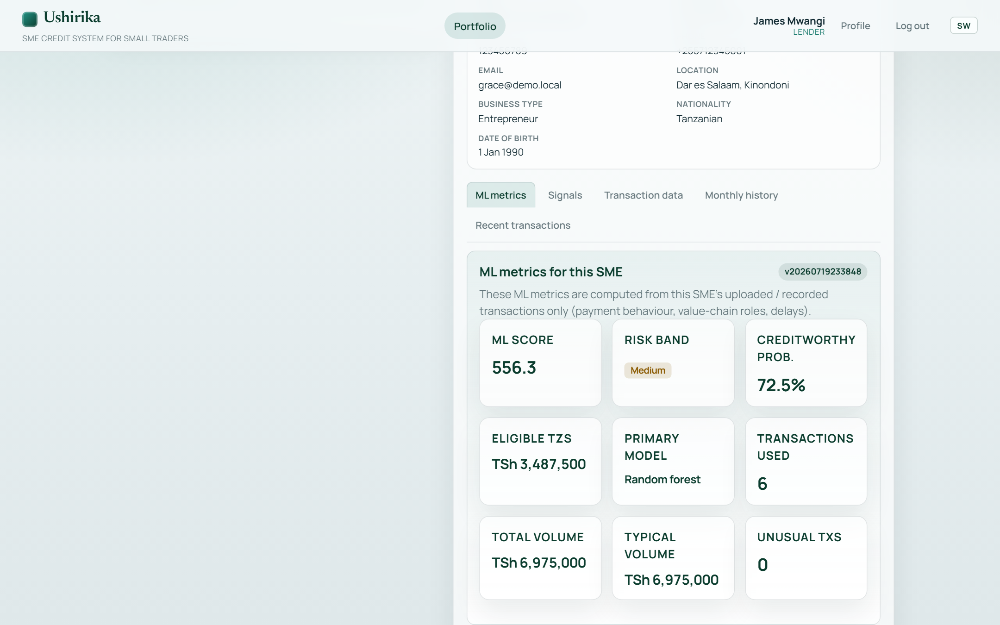 Ushirika
SME CREDIT SYSTEM FOR SMALL TRADERS
Portfolio
James Mwangi
LENDER
Profile
Log out
SW
123456789
+255712345001
EMAIL
grace@demo.local
LOCATION
Dar es Salaam, Kinondoni
BUSINESS TYPE
Entrepreneur
NATIONALITY
Tanzanian
DATE OF BIRTH
1 Jan 1990
ML metrics
Signals
Transaction data
Monthly history
Recent transactions
ML metrics for this SME
v20260719233848
These ML metrics are computed from this SME's uploaded / recorded
transactions only (payment behaviour, value-chain roles, delays).
ML SCORE
556.3
RISK BAND
Medium
CREDITWORTHY
PROB.
72.5%
ELIGIBLE TZS
TSh 3,487,500
PRIMARY
MODEL
Random forest
TRANSACTIONS
USED
6
TOTAL VOLUME
TSh 6,975,000
TYPICAL
VOLUME
TSh 6,975,000
UNUSUAL TXS
0